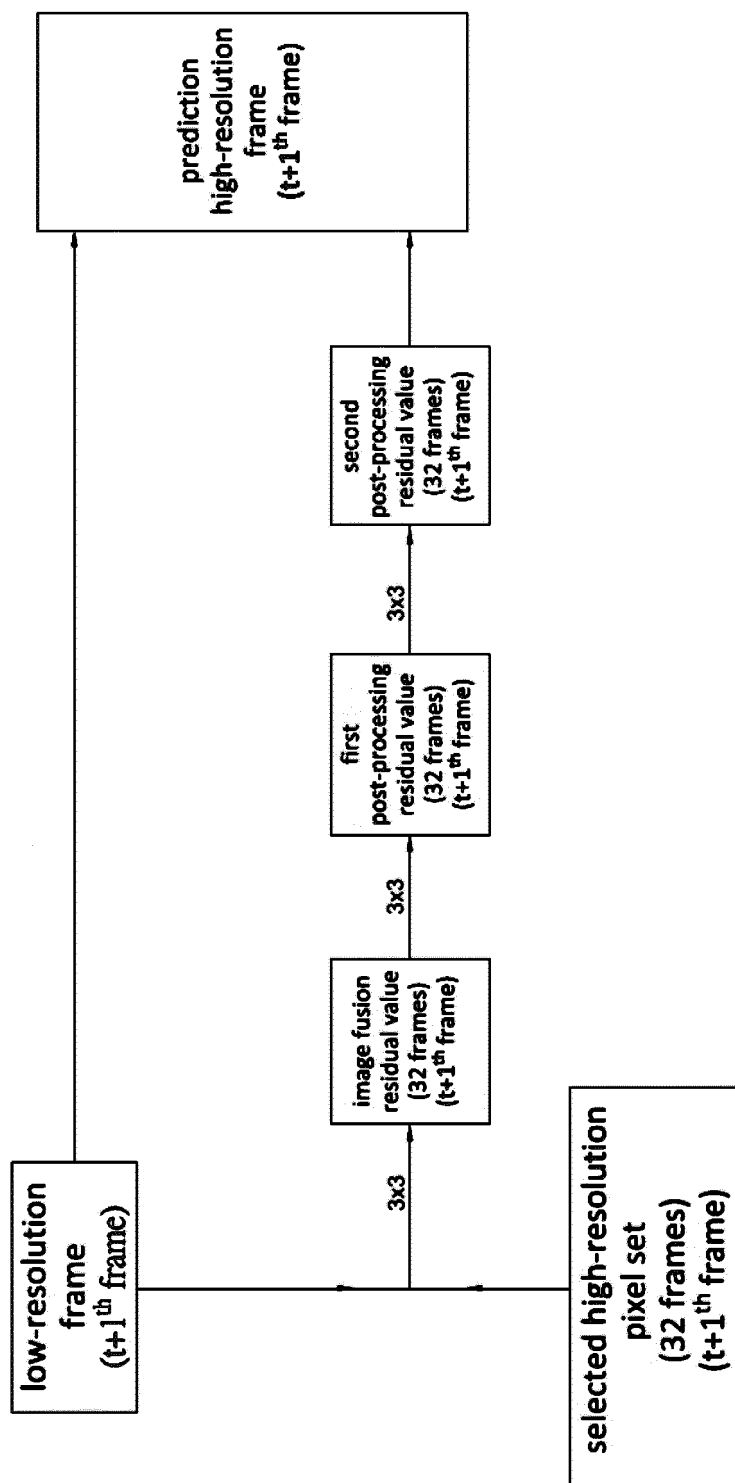 low-resolution
frame
(t+1th frame)
selected high-resolution
pixel set
(32 frames)
(t+1th frame)
3x3
image fusion
residual value
(32 frames)
(t+1th frame)
3x3
first
post-processing
residual value
(32 frames)
(t+1th frame)
3x3
second
post-processing
residual value
(32 frames)
(t+1th frame)
prediction
high-resolution
frame
(t+1th frame)